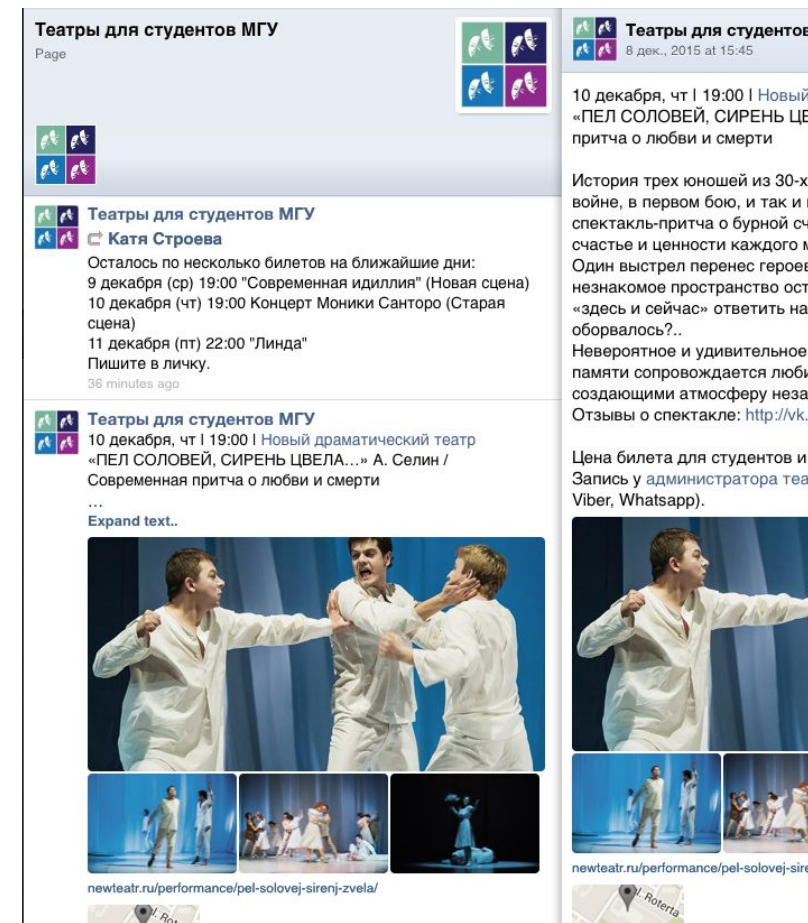 Театры для студентов МГУ
Page
Театры для студентов МГУ
Катя Строева
Осталось по несколько билетов на ближайшие дни:
9 декабря (ср) 19:00 "Современная идиллия" (Новая сцена)
10 декабря (чт) 19:00 Концерт Моники Санторо (Старая
сцена)
11 декабря (пт) 22:00 "Линда"
Пишите в личку.
36 minutes ago
Театры для студентов МГУ
10 декабря, чт | 19:00 | Новый драматический театр
«ПЕЛ СОЛОВЕЙ, СИРЕНЬ ЦВЕЛА…» А. Селин /
Современная притча о любви и смерти
…
Expand text..
newteatr.ru/performance/pel-solovej-sirenj-zvela/
Театры для студентов
8 дек., 2015 at 15:45
10 декабря, чт | 19:00 | Новый
«ПЕЛ СОЛОВЕЙ, СИРЕНЬ ЦВ
притча о любви и смерти
История трех юношей из 30-х
войне, в первом бою, и так и
спектакль-притча о бурной сч
счастье и ценности каждого м
Один выстрел перенес героев
незнакомое пространство ост
«здесь и сейчас» ответить на
оборвалось?..
Невероятное и удивительное
памяти сопровождается люби
создающими атмосферу неза
Отзывы о спектакле: http://vk.
Цена билета для студентов и
Запись у администратора теа
Viber, Whatsapp).
newteatr.ru/performance/pel-solovej-sire
l. Roterta